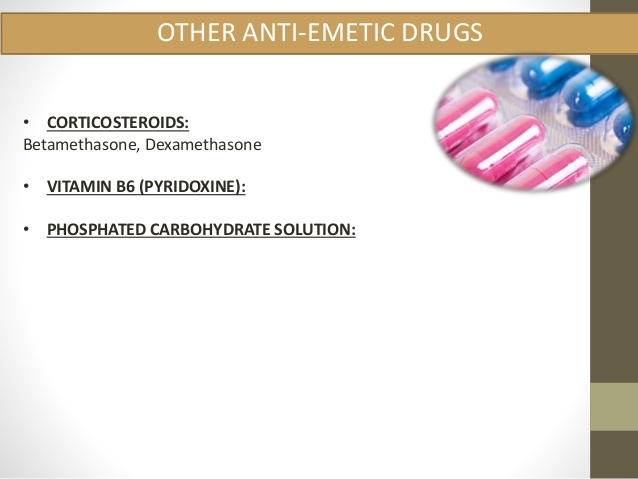 OTHER ANTI-EMETIC DRUGS
• CORTICOSTEROIDS:
Betamethasone, Dexamethasone
• VITAMIN B6 (PYRIDOXINE):
• PHOSPHATED CARBOHYDRATE SOLUTION: